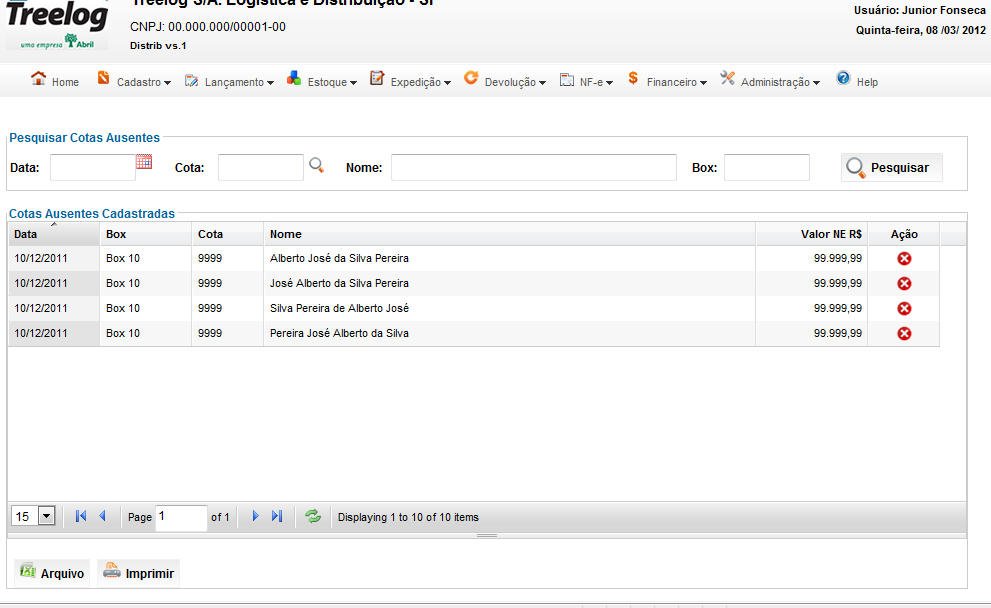 Treelog S/A. Logística e Distribuição - SP
Treelog
uma empresa Abril
CNPJ: 00.000.000/00001-00
Distrib vs.1
Usuário: Junior Fonseca
Quinta-feira, 08 /03/ 2012
Home Cadastro Lançamento Estoque Expedição Devolução NF-e Financeiro Administração Help
Pesquisar Cotas Ausentes
Data: Cota: Nome: Box: Pesquisar
Cotas Ausentes Cadastradas
Data Box Cota Nome Valor NE R$ Ação
10/12/2011 Box 10 9999 Alberto José da Silva Pereira 99.999,99
10/12/2011 Box 10 9999 José Alberto da Silva Pereira 99.999,99
10/12/2011 Box 10 9999 Silva Pereira de Alberto José 99.999,99
10/12/2011 Box 10 9999 Pereira José Alberto da Silva 99.999,99
15 Page 1 of 1 Displaying 1 to 10 of 10 items
Arquivo Imprimir